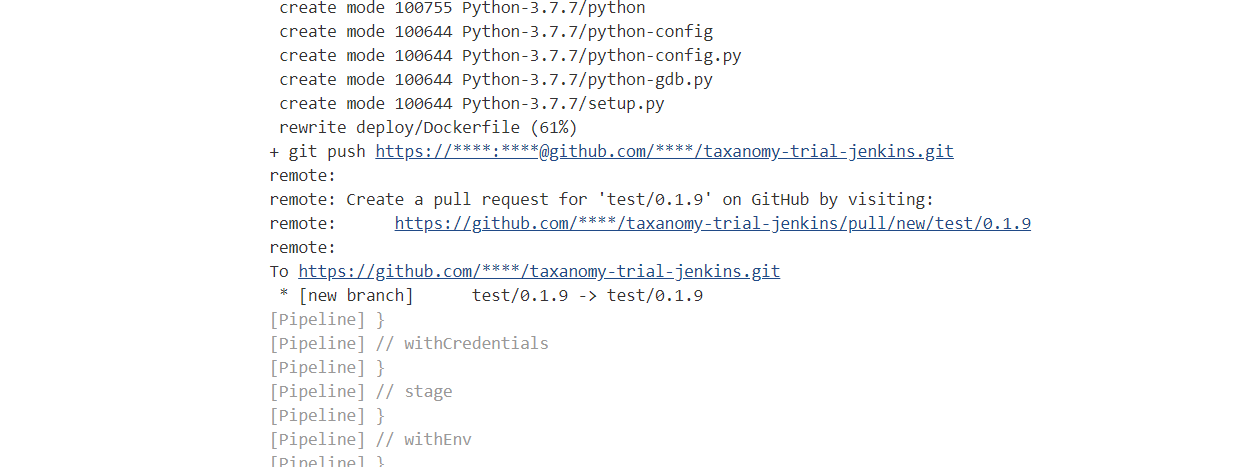 create mode 100755 Python-3.7.7/python
create mode 100644 Python-3.7.7/python-config
create mode 100644 Python-3.7.7/python-config.py
create mode 100644 Python-3.7.7/python-gdb.py
create mode 100644 Python-3.7.7/setup.py
rewrite deploy/Dockerfile (61%)
+ git push https://****:****@github.com/****/taxanomy-trial-jenkins.git
remote:
remote: Create a pull request for 'test/0.1.9' on GitHub by visiting:
remote:      https://github.com/****/taxanomy-trial-jenkins/pull/new/test/0.1.9
remote:
To https://github.com/****/taxanomy-trial-jenkins.git
 * [new branch]      test/0.1.9 -> test/0.1.9
[Pipeline] }
[Pipeline] // withCredentials
[Pipeline] }
[Pipeline] // stage
[Pipeline] }
[Pipeline] // withEnv
[Pipeline] }